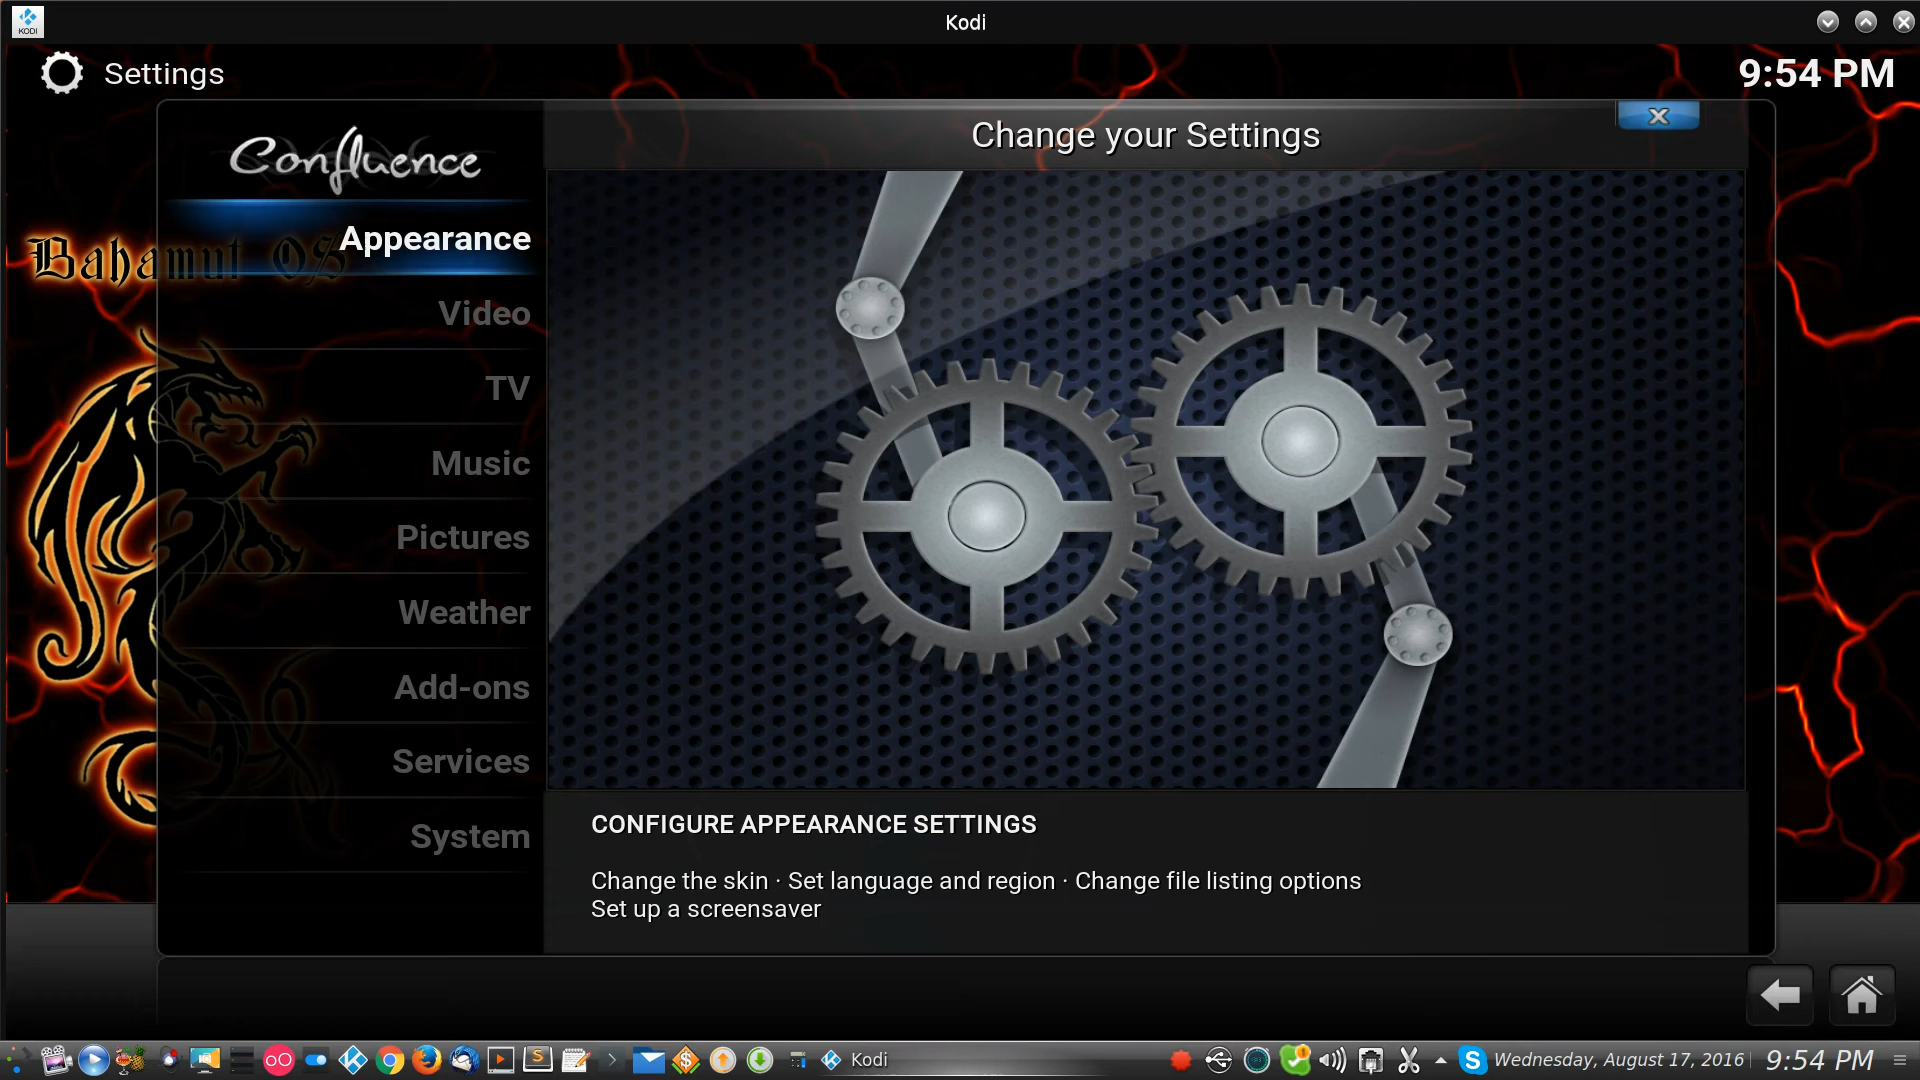 KODI
Kodi
Settings
9:54 PM
Confluence
Change your Settings
Bahamut OS
Appearance
Video
TV
Music
Pictures
Weather
Add-ons
Services
System
CONFIGURE APPEARANCE SETTINGS
Change the skin · Set language and region · Change file listing options
Set up a screensaver
Kodi
Wednesday, August 17, 2016
9:54 PM